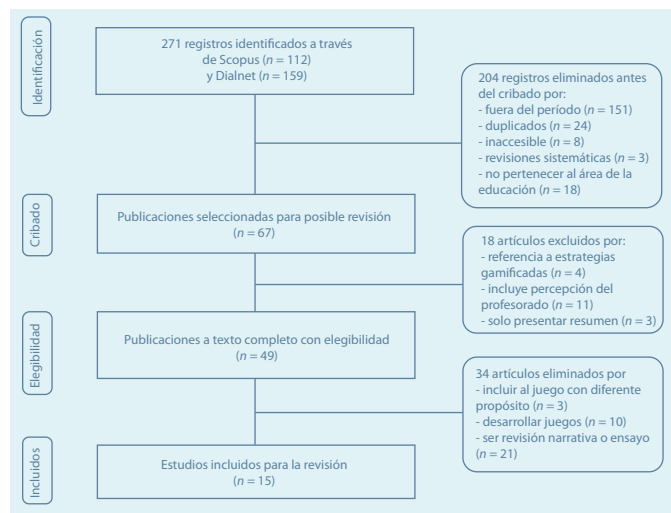 Identificación
271 registros identificados a través
de Scopus (n = 112)
y Dialnet (n = 159)
204 registros eliminados antes
del cribado por:
- fuera del período (n = 151)
- duplicados (n = 24)
- inaccesible (n = 8)
- revisiones sistemáticas (n = 3)
- no pertenecer al área de la
educación (n = 18)
Cribado
Publicaciones seleccionadas para posible revisión
(n = 67)
18 artículos excluidos por:
- referencia a estrategias
gamificadas (n = 4)
- incluye percepción del
profesorado (n = 11)
- solo presentar resumen (n = 3)
Elegibilidad
Publicaciones a texto completo con elegibilidad
(n = 49)
34 artículos eliminados por
- incluir al juego con diferente
propósito (n = 3)
- desarrollar juegos (n = 10)
- ser revisión narrativa o ensayo
(n = 21)
Incluidos
Estudios incluidos para la revisión
(n = 15)